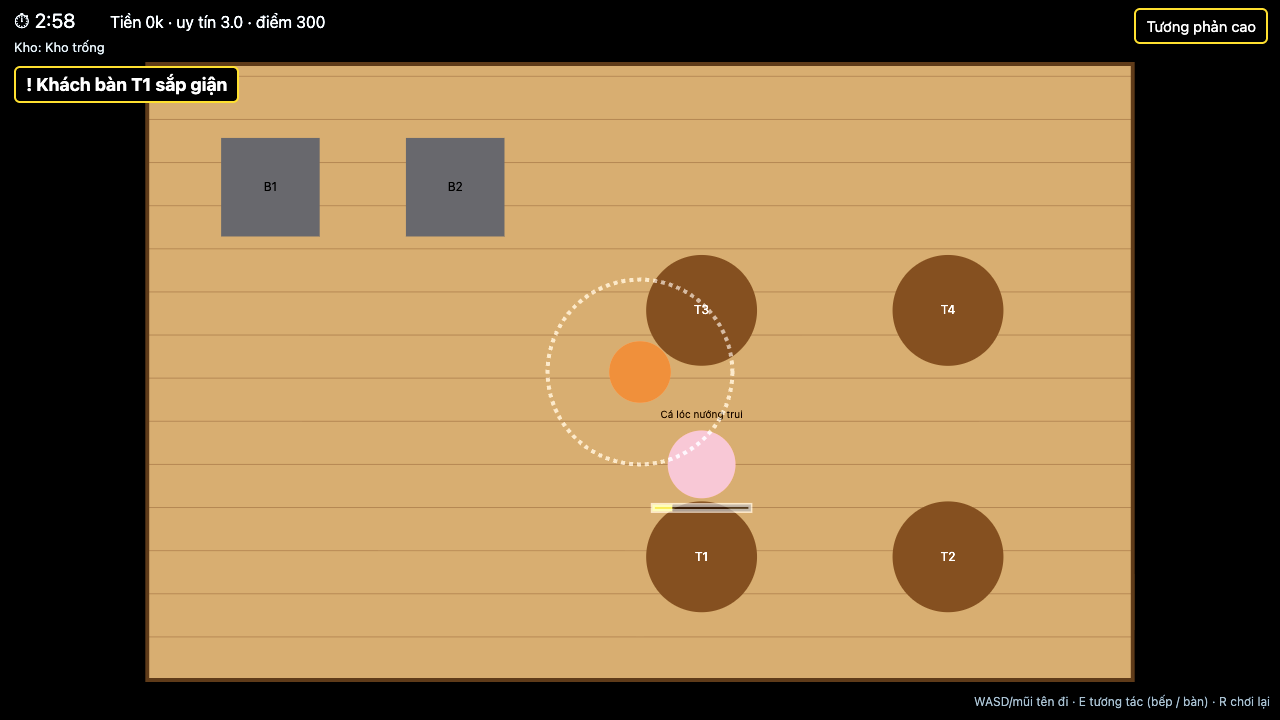 ⏱ 2:58 Tiền 0k · uy tín 3.0 · điểm 300
Tương phản cao
Kho: Kho trống
! Khách bàn T1 sắp giận
B1 B2
T3 T4
Cá lóc nướng trui
T1 T2
WASD/mũi tên đi · E tương tác (bếp / bàn) · R chơi lại